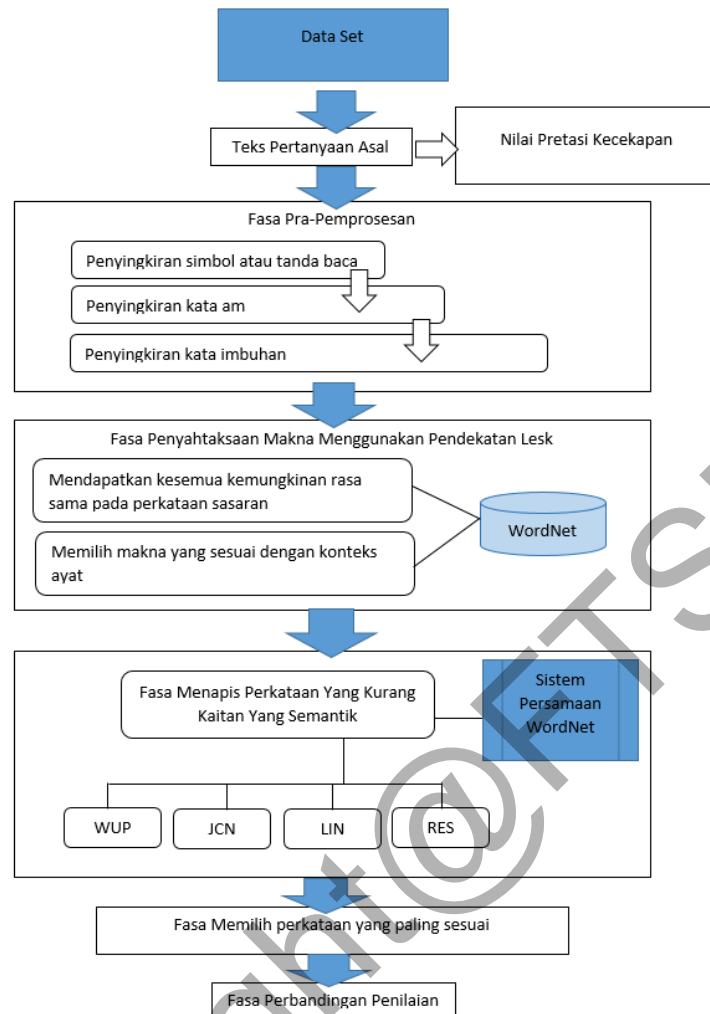 Data Set
Teks Pertanyaan Asal
Nilai Pretasi Kecekapan
Fasa Pra-Pemprosesan
Penyingkiran simbol atau tanda baca
Penyingkiran kata am
Penyingkiran kata imbuhan
Fasa Penyahtaksaan Makna Menggunakan Pendekatan Lesk
Mendapatkan kesemua kemungkinan rasa
sama pada perkataan sasaran
WordNet
Memilih makna yang sesuai dengan konteks
ayat
Fasa Menapis Perkataan Yang Kurang
Kaitan Yang Semantik
Sistem
Persamaan
WordNet
WUP
JCN
LIN
RES
Fasa Memilih perkataan yang paling sesuai
Fasa Perbandingan Penilaian
ght@FTS